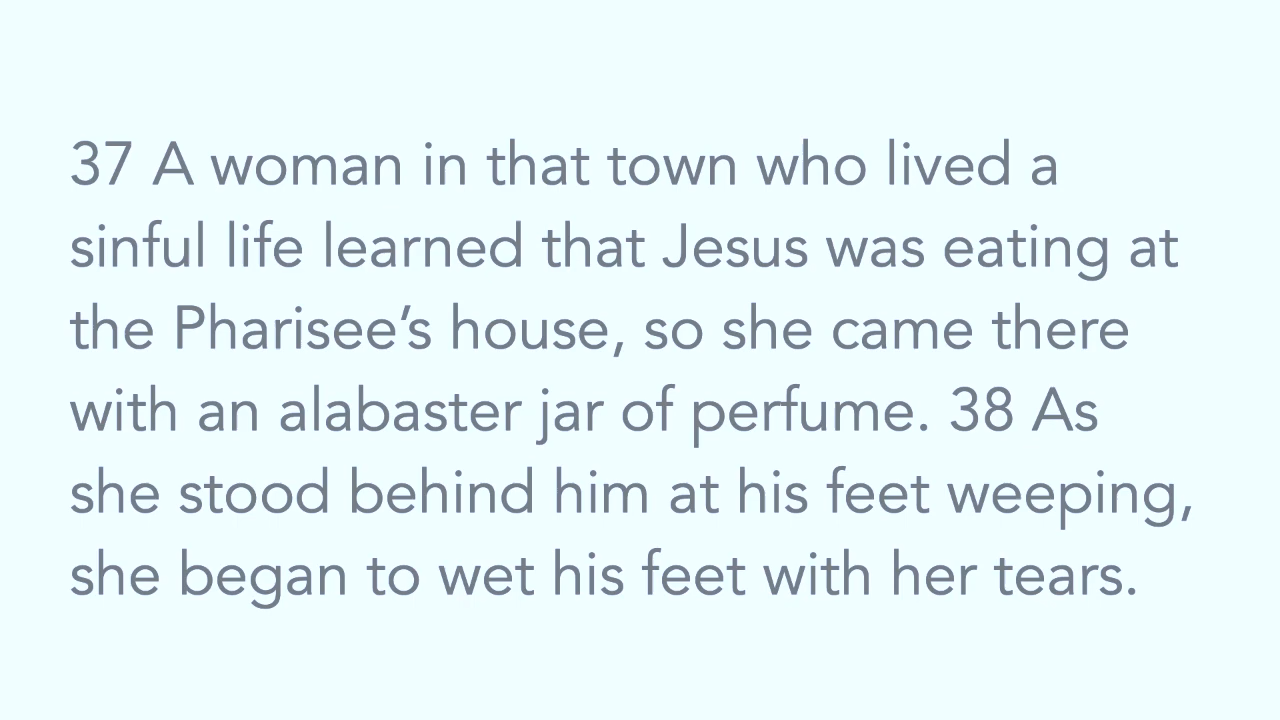 37 A woman in that town who lived a
sinful life learned that Jesus was eating at
the Pharisee’s house, so she came there
with an alabaster jar of perfume. 38 As
she stood behind him at his feet weeping,
she began to wet his feet with her tears.